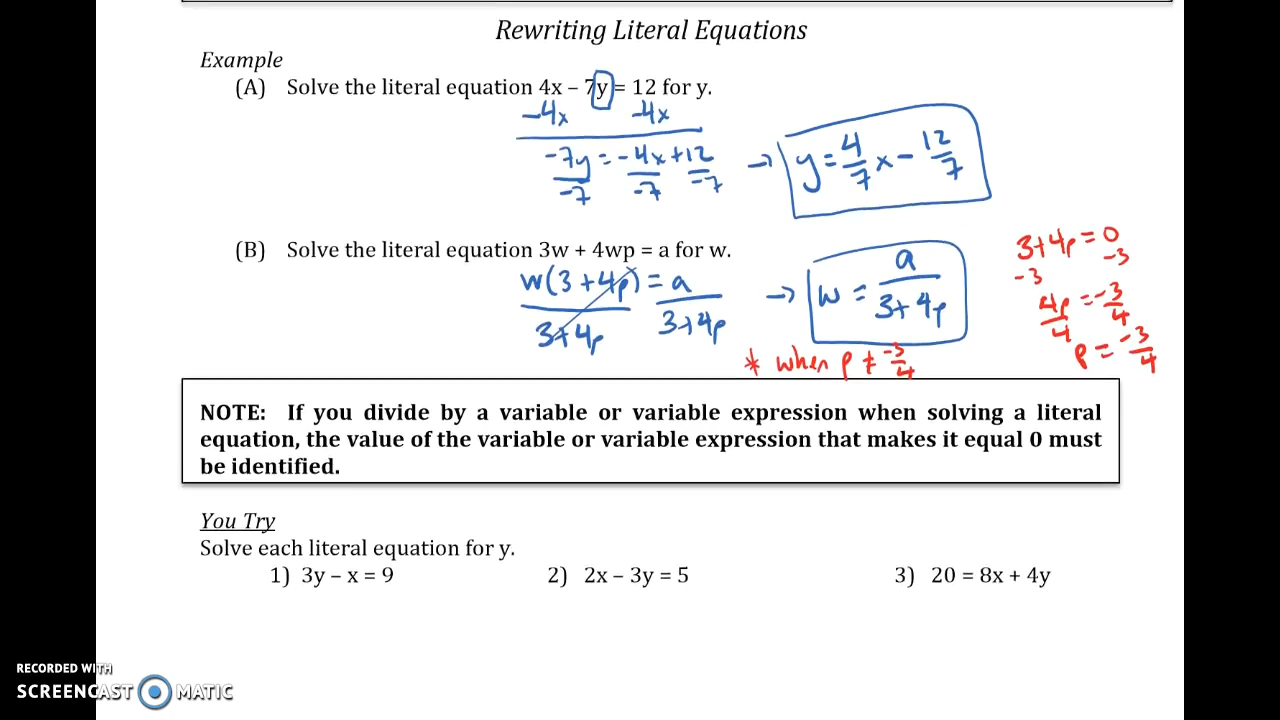 Rewriting Literal Equations
Example
(A) Solve the literal equation 4x – 7y = 12 for y.
-4x -4x
-7y/-7 = -4x/-7 + 12/-7 → y = 4/7 x - 12/7
(B) Solve the literal equation 3w + 4wp = a for w.
w(3 + 4p)/3+4p = a/3+4p → w = a/3+4p
* when p ≠ -3/4
3+4p = 0
-3 -3
4p/4 = -3/4
p = -3/4
NOTE: If you divide by a variable or variable expression when solving a literal
equation, the value of the variable or variable expression that makes it equal 0 must
be identified.
You Try
Solve each literal equation for y.
1) 3y – x = 9 2) 2x – 3y = 5 3) 20 = 8x + 4y
RECORDED WITH
SCREENCAST MATIC